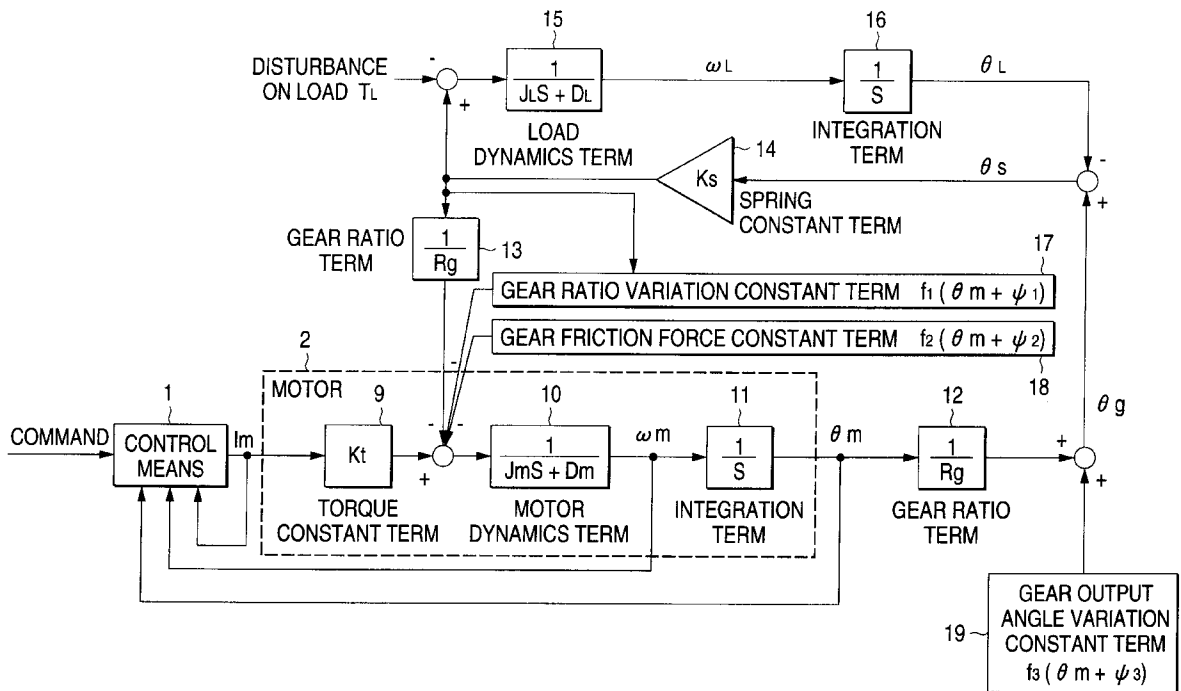 15
16
DISTURBANCE
ON LOAD TL
-
+
1
JLS + DL
ωL
1
S
θL
LOAD
DYNAMICS TERM
INTEGRATION
TERM
14
Ks
θs
-
+
SPRING
CONSTANT TERM
GEAR RATIO
TERM
1
Rg
13
17
GEAR RATIO VARIATION CONSTANT TERM f1 ( θm + ψ1)
GEAR FRICTION FORCE CONSTANT TERM f2 ( θm + ψ2)
18
2
MOTOR
1
9
10
11
12
θg
COMMAND
CONTROL
MEANS
Im
Kt
+
-
-
-
1
JmS + Dm
ωm
1
S
θm
1
Rg
+
+
TORQUE
CONSTANT TERM
MOTOR
DYNAMICS TERM
INTEGRATION
TERM
GEAR RATIO
TERM
19
GEAR OUTPUT
ANGLE VARIATION
CONSTANT TERM
f3 ( θm + ψ3)